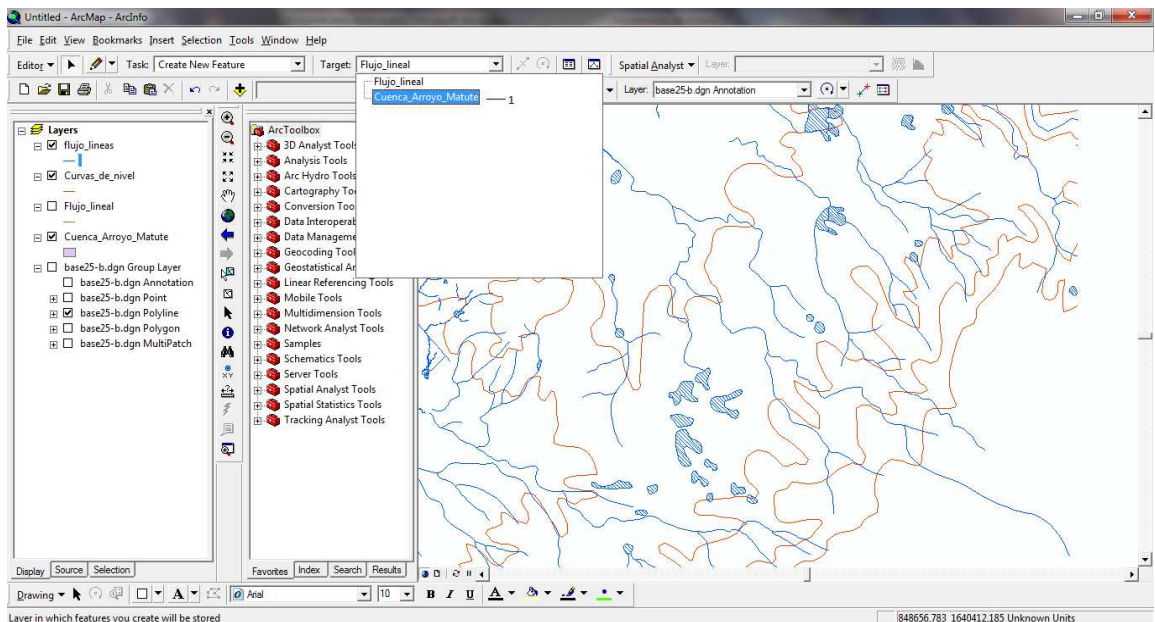 Untitled - ArcMap - ArcInfo
File Edit View Bookmarks Insert Selection Tools Window Help
Editor Task: Create New Feature Target: Flujo_lineal Spatial Analyst Layer:
Flujo_lineal
Cuenca_Arroyo_Matute 1
Layer: base25-b.dgn Annotation
Layers
flujo_lineas
Curvas_de_nivel
Flujo_lineal
Cuenca_Arroyo_Matute
base25-b.dgn Group Layer
base25-b.dgn Annotation
base25-b.dgn Point
base25-b.dgn Polyline
base25-b.dgn Polygon
base25-b.dgn MultiPatch
ArcToolbox
3D Analyst Tools
Analysis Tools
Arc Hydro Tools
Cartography Too
Conversion Too
Data Interoperab
Data Manageme
Geocoding Tool
Geostatistical An
Linear Referencing Tools
Mobile Tools
Multidimension Tools
Network Analyst Tools
Samples
Schematics Tools
Server Tools
Spatial Analyst Tools
Spatial Statistics Tools
Tracking Analyst Tools
Display Source Selection
Favorites Index Search Results
Drawing A Arial 10 B I U A
Layer in which features you create will be stored
848656,783 1640412,185 Unknown Units